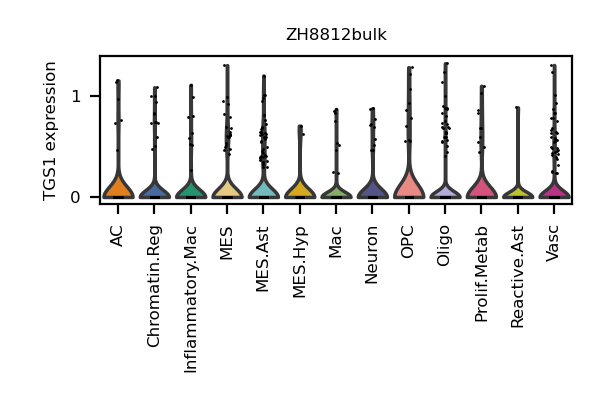 ZH8812bulk
TGS1 expression
1
0
AC
Chromatin.Reg
Inflammatory.Mac
MES
MES.Ast
MES.Hyp
Mac
Neuron
OPC
Oligo
Prolif.Metab
Reactive.Ast
Vasc